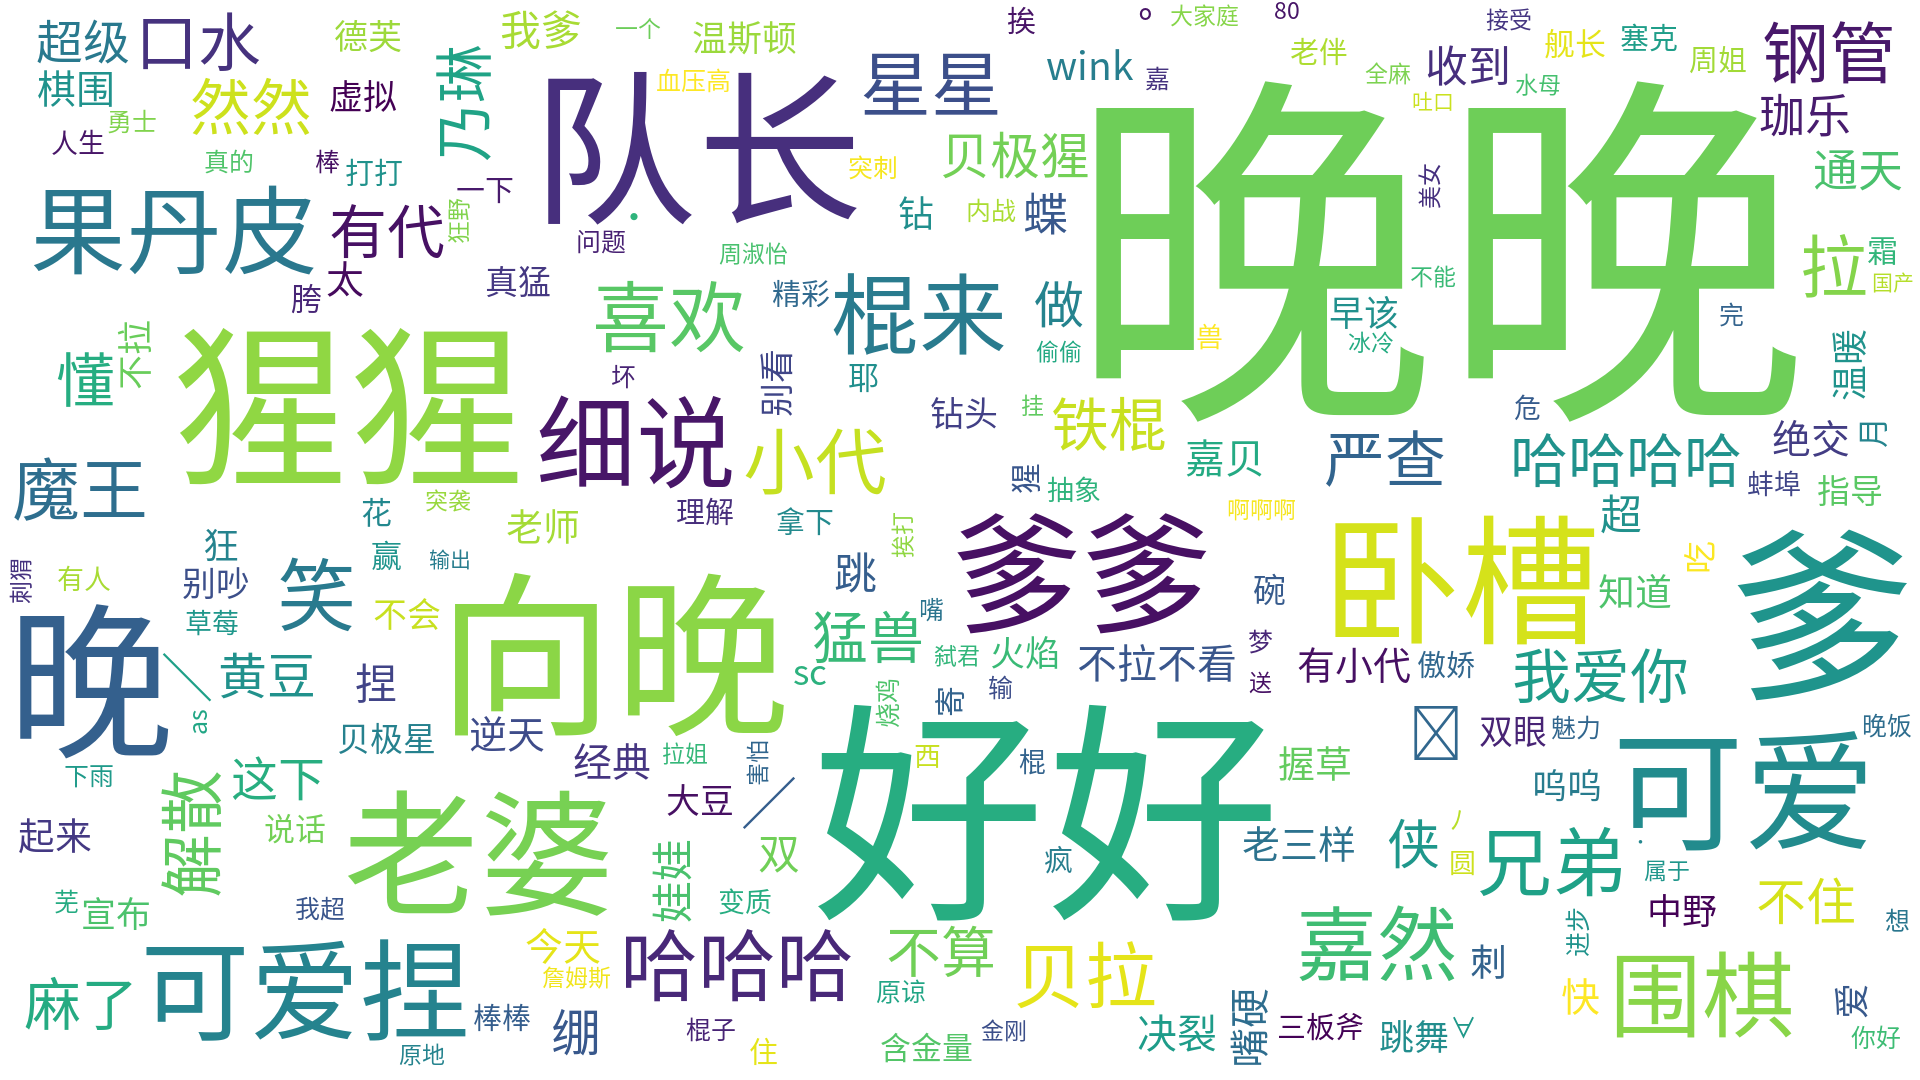 超级
口水
德芙
乃琳
我爹
一个
温斯顿
星星
挨
大家庭
80
接受
舰长
塞克
周姐
钢管
棋围
然然
虚拟
血压高
队长
wink
嘉
老伴
全麻
收到
水母
吐口
晚晚
珈乐
勇士
人生
真的
棒
打打
一下
突刺
贝极猩
美女
通天
果丹皮
有代
狂野
问题
周淑怡
钻
内战
蝶
拉
霜
国产
太
胯
真猛
喜欢
精彩
棍来
做
偷偷
兽
早该
不能
冰冷
完
温暖
懂
不拉
猩猩
坏
别看
耶
细说
小代
钻头
挂
铁棍
嘉贝
严查
危
哈哈哈哈
绝交
月
魔王
花
突袭
老师
理解
拿下
挨打
猩
抽象
啊啊啊
超
蚌埠
指导
刺猬
有人
狂
别吵
草莓
赢
输出
笑
不会
向晚
跳
猛兽
嘴
爹爹
碗
卧槽
知道
爹
晚
黄豆
as
捏
sc
弑君
火焰
不拉不看
梦
送
有小代
傲娇
我爱你
烧鸡
寄
输
贝极星
逆天
经典
拉姐
害怕
好好
西
棍
握草
双眼
魅力
晚饭
可爱
下雨
解散
这下
大豆
呜呜
起来
说话
老婆
娃娃
双
疯
老三样
侠
圆
兄弟
属于
芜
宣布
我超
变质
中野
不住
想
麻了
可爱捏
今天
詹姆斯
哈哈哈
不算
原谅
贝拉
嘉然
刺
进步
快
围棋
爱
你好
原地
棒棒
绷
棍子
住
含金量
金刚
决裂
嘴硬
三板斧
跳舞